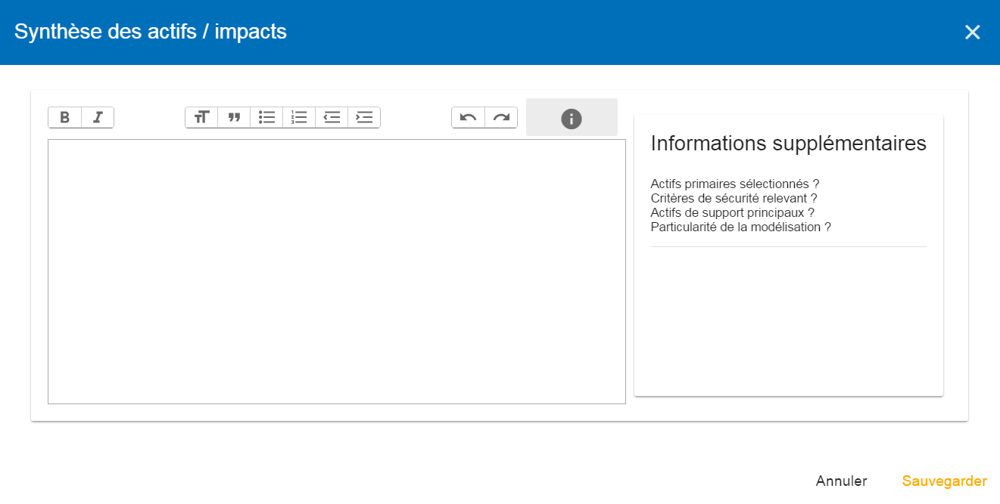 Synthèse des actifs / impacts
Informations supplémentaires
Actifs primaires sélectionnés ?
Critères de sécurité relevant ?
Actifs de support principaux ?
Particularité de la modélisation ?
Annuler
Sauvegarder